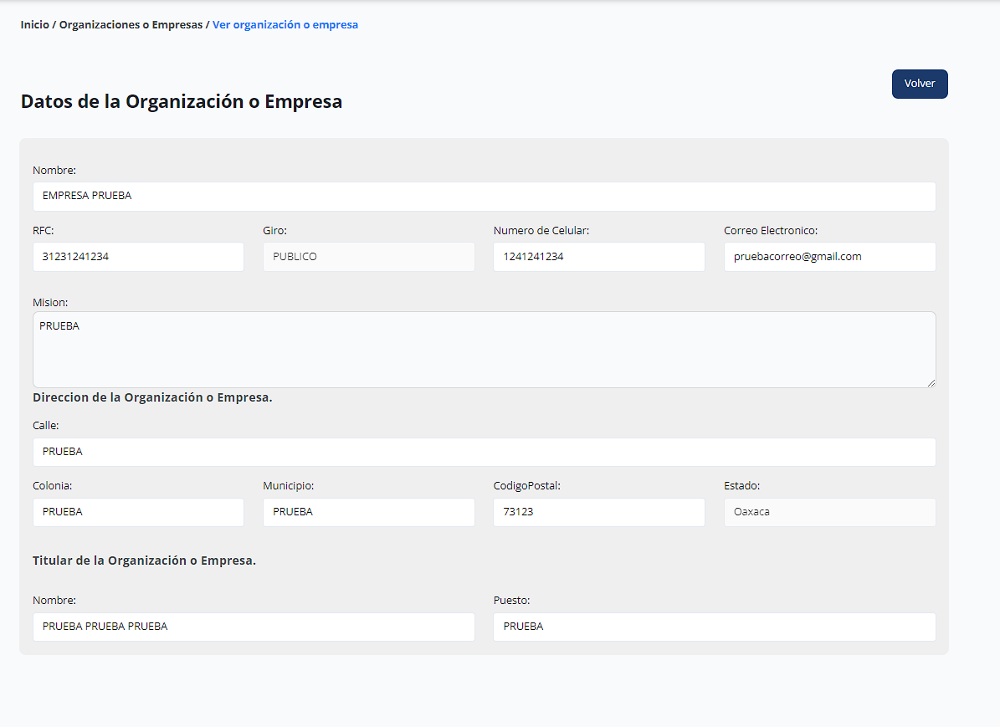 Inicio / Organizaciones o Empresas / Ver organización o empresa
Volver
Datos de la Organización o Empresa
Nombre:
EMPRESA PRUEBA
RFC: Giro: Numero de Celular: Correo Electronico:
31231241234 PUBLICO 1241241234 pruebacorreo@gmail.com
Mision:
PRUEBA
Direccion de la Organización o Empresa.
Calle:
PRUEBA
Colonia: Municipio: CodigoPostal: Estado:
PRUEBA PRUEBA 73123 Oaxaca
Titular de la Organización o Empresa.
Nombre: Puesto:
PRUEBA PRUEBA PRUEBA PRUEBA